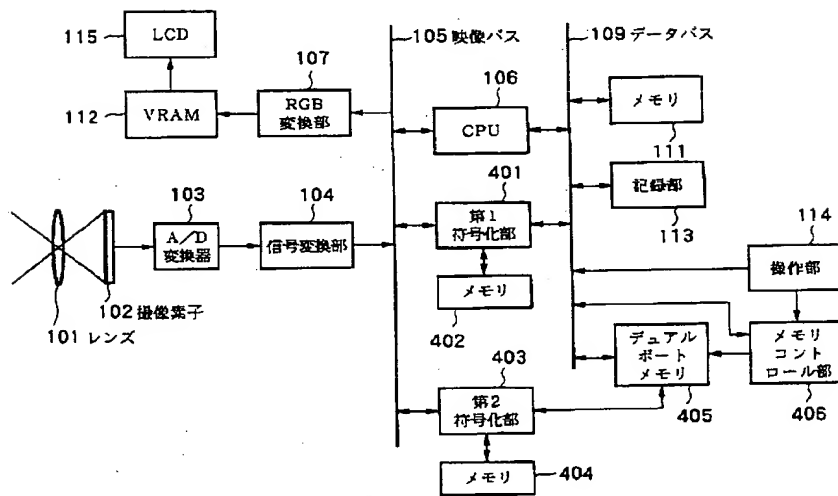 115
LCD
112
VRAM
107
RGB
変換部
105 映像バス
109 データバス
106
CPU
メモリ
111
103
A/D
変換器
104
信号変換部
401
第1
符号化部
記録部
113
メモリ
402
114
操作部
102 撮像素子
101 レンズ
403
第2
符号化部
デュアル
ポート
メモリ
405
メモリ
コント
ロール部
406
メモリ
404